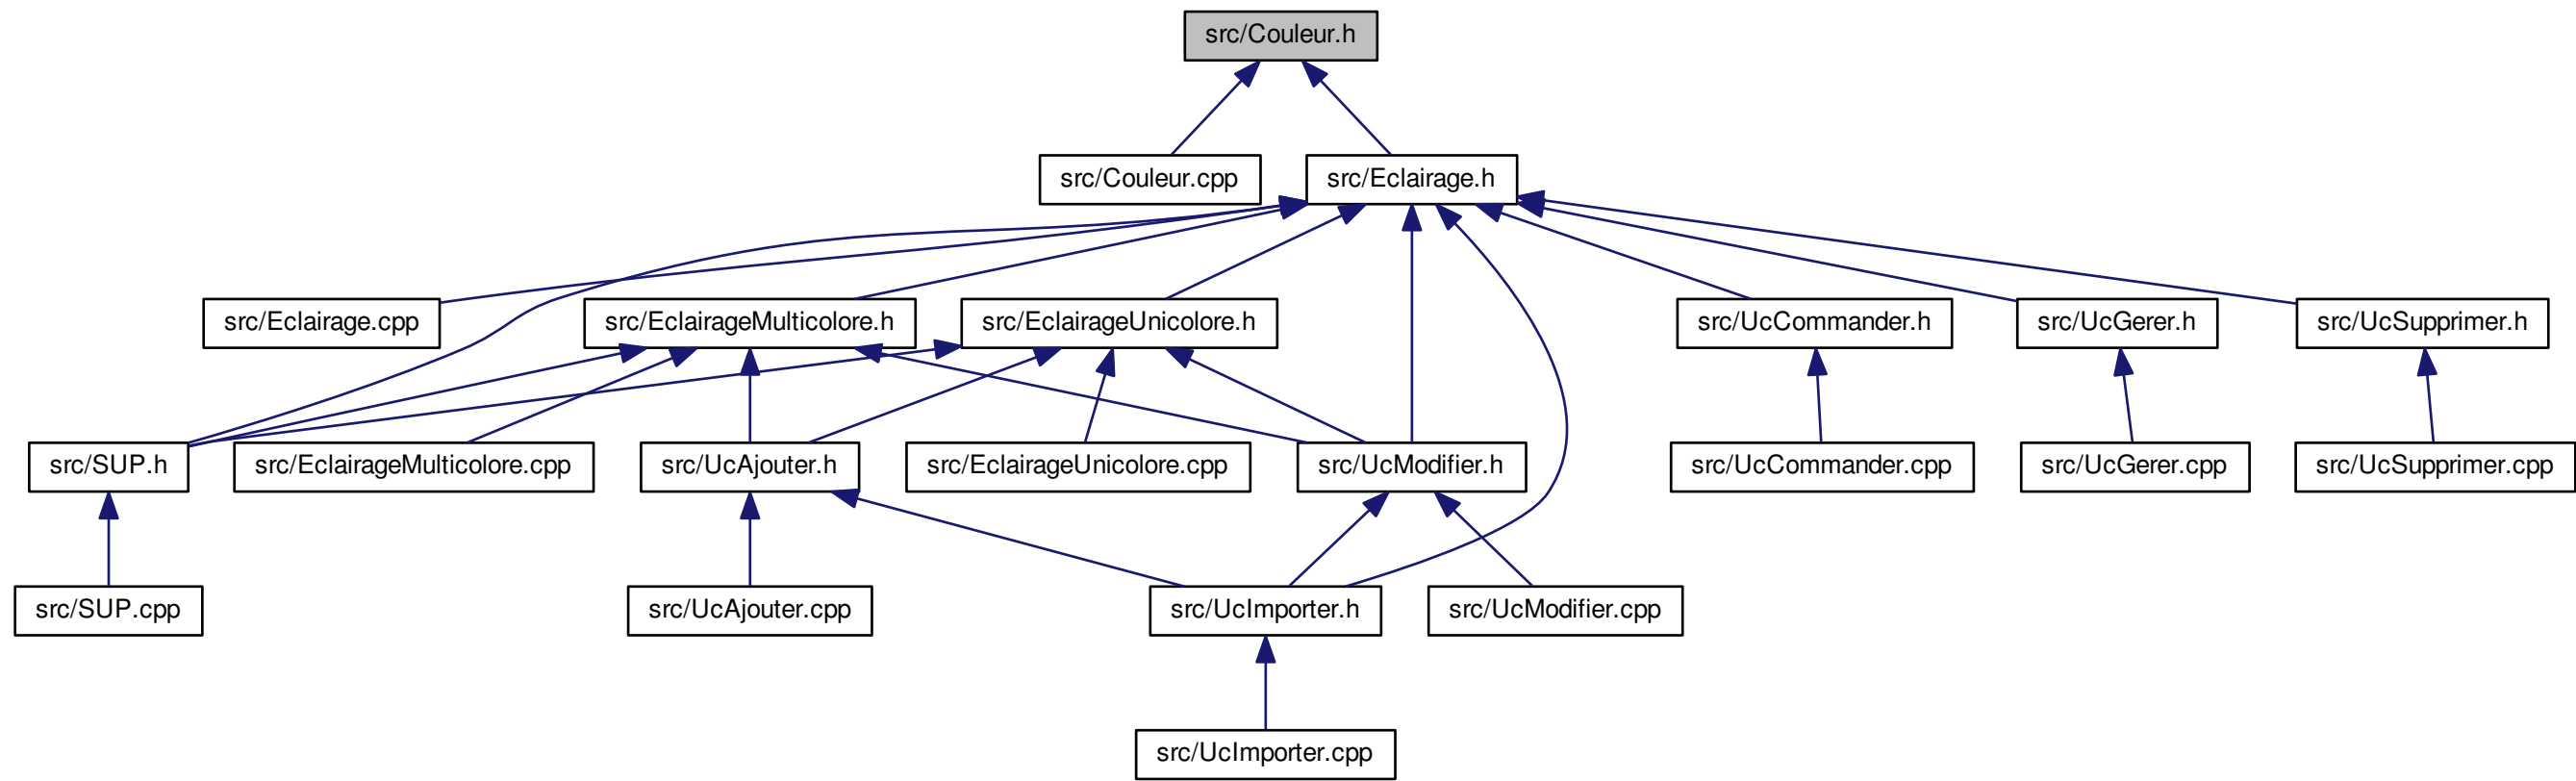 src/Couleur.h
src/Couleur.cpp
src/Eclairage.h
src/Eclairage.cpp
src/EclairageMulticolore.h
src/EclairageUnicolore.h
src/UcCommander.h
src/UcGerer.h
src/UcSupprimer.h
src/SUP.h
src/EclairageMulticolore.cpp
src/UcAjouter.h
src/EclairageUnicolore.cpp
src/UcModifier.h
src/UcCommander.cpp
src/UcGerer.cpp
src/UcSupprimer.cpp
src/SUP.cpp
src/UcAjouter.cpp
src/UcImporter.h
src/UcModifier.cpp
src/UcImporter.cpp